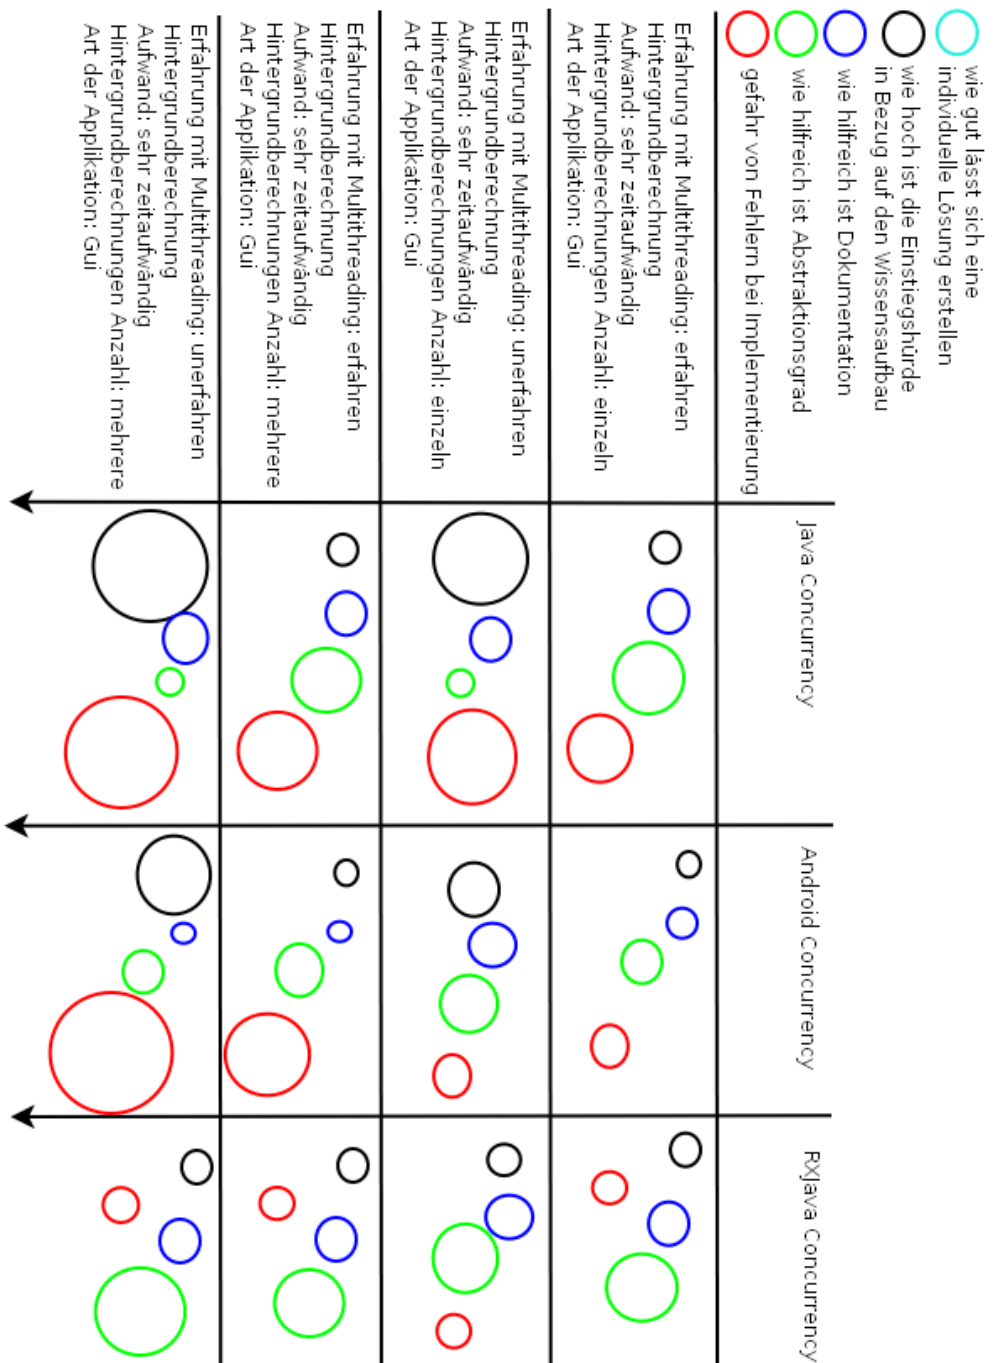 wie gut lässt sich eine
individuelle Lösung erstellen
wie hoch ist die Einstiegshürde
in Bezug auf den Wissensaufbau
wie hilfreich ist Dokumentation
wie hilfreich ist Abstraktionsgrad
gefahr von Fehlern bei Implementierung
Java Concurrency
Android Concurrency
RXJava Concurrency
Erfahrung mit Multithreading: erfahren
Hintergrundberechnung
Aufwand: sehr zeitaufwändig
Hintergrundberechnungen Anzahl: einzeln
Art der Applikation: Gui
Erfahrung mit Multithreading: unerfahren
Hintergrundberechnung
Aufwand: sehr zeitaufwändig
Hintergrundberechnungen Anzahl: einzeln
Art der Applikation: Gui
Erfahrung mit Multithreading: erfahren
Hintergrundberechnung
Aufwand: sehr zeitaufwändig
Hintergrundberechnungen Anzahl: mehrere
Art der Applikation: Gui
Erfahrung mit Multithreading: unerfahren
Hintergrundberechnung
Aufwand: sehr zeitaufwändig
Hintergrundberechnungen Anzahl: mehrere
Art der Applikation: Gui